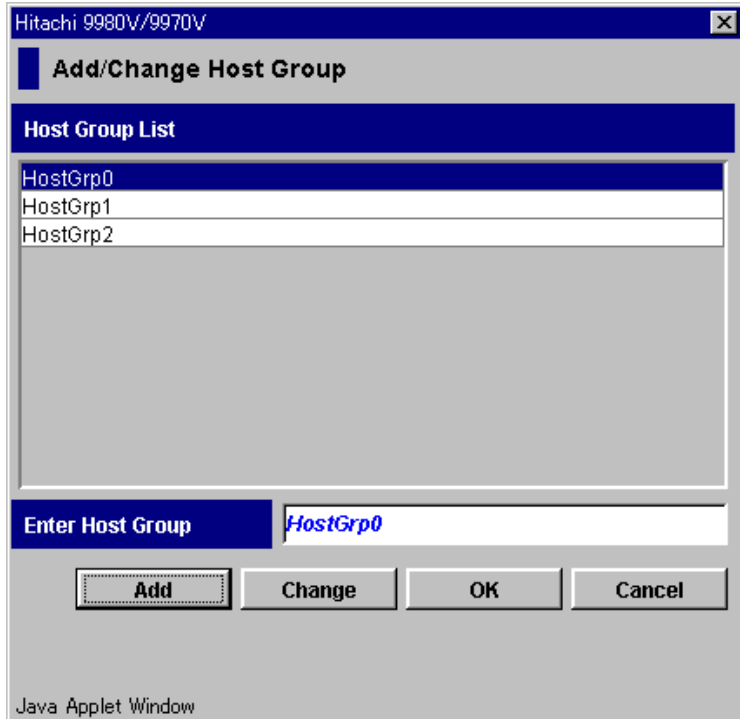 Hitachi 9980V/9970V
Add/Change Host Group
Host Group List
HostGrp0
HostGrp1
HostGrp2
Enter Host Group
HostGrp0
Add
Change
OK
Cancel
Java Applet Window